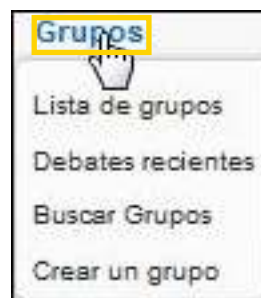 Grupos
Lista de grupos
Debates recientes
Buscar Grupos
Crear un grupo